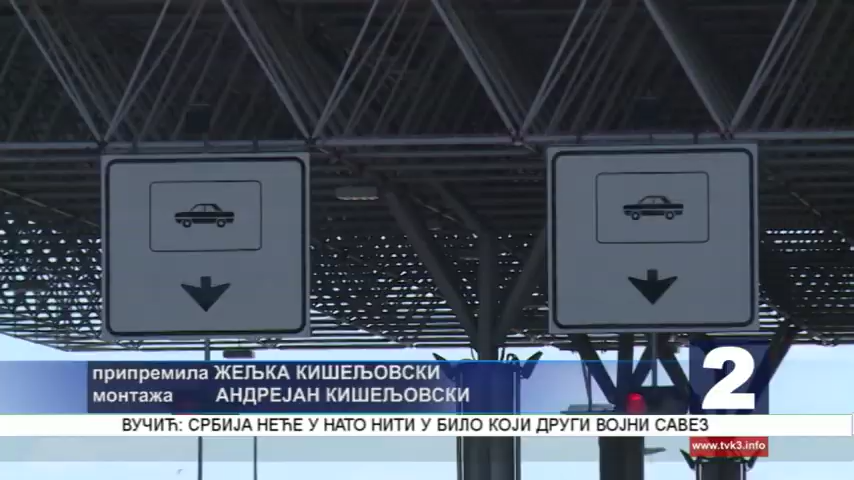 припремила ЖЕЉКА КИШЕЉОВСКИ
монтажа АНДРЕЈАН КИШЕЉОВСКИ
2
ВУЧИЋ: СРБИЈА НЕЋЕ У НАТО НИТИ У БИЛО КОЈИ ДРУГИ ВОЈНИ САВЕЗ
www.tvk3.info